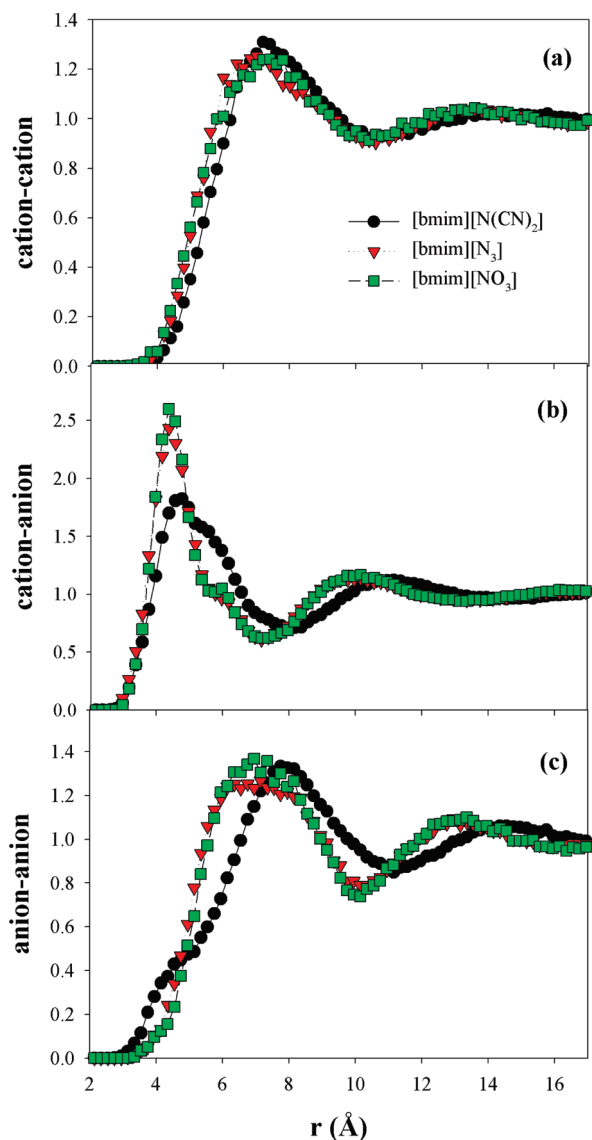 1.4
(a)
1.2
1.0
0.8
0.6
0.4
0.2
0.0
cation-cation
[bmim][N(CN)₂]
[bmim][N₃]
[bmim][NO₃]
(b)
2.5
2.0
1.5
1.0
0.5
0.0
cation-anion
(c)
1.4
1.2
1.0
0.8
0.6
0.4
0.2
0.0
anion-anion
2 4 6 8 10 12 14 16
r (Å)